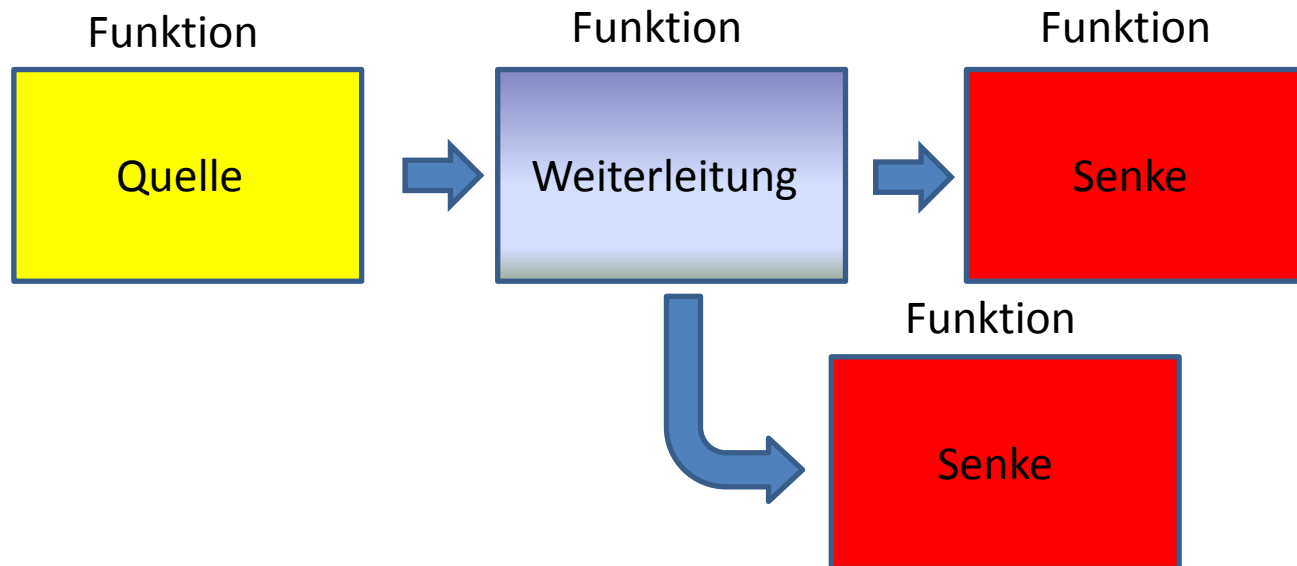 Funktion
Funktion
Funktion
Quelle
Weiterleitung
Senke
Funktion
Senke